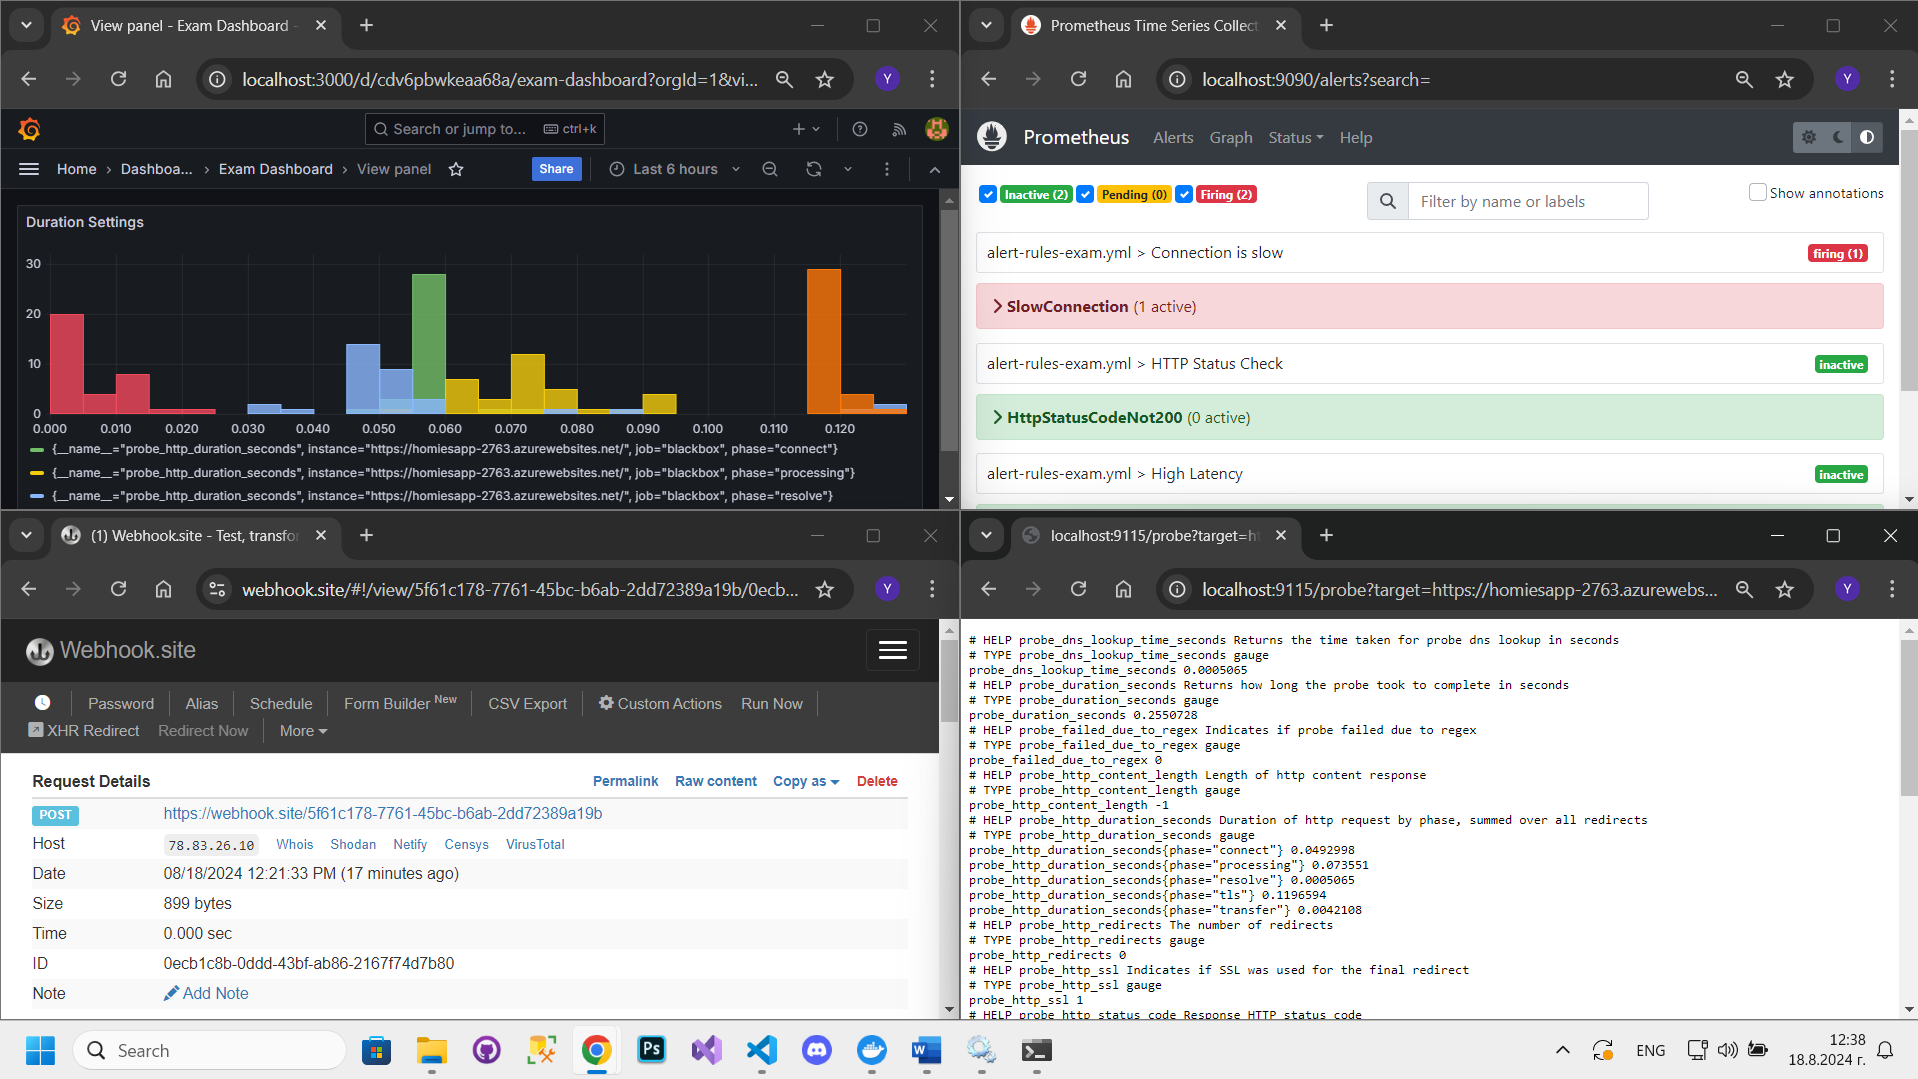 View panel - Exam Dashboard -
localhost:3000/d/cdv6pbwkeaa68a/exam-dashboard?orgId=1&vi...
Y
Search or jump to...
ctrl+k
Home
Dashboa...
Exam Dashboard
View panel
Share
Last 6 hours
Duration Settings
30
20
10
0
0.000 0.010 0.020 0.030 0.040 0.050 0.060 0.070 0.080 0.090 0.100 0.110 0.120
{__name__="probe_http_duration_seconds", instance="https://homiesapp-2763.azurewebsites.net/", job="blackbox", phase="connect"}
{__name__="probe_http_duration_seconds", instance="https://homiesapp-2763.azurewebsites.net/", job="blackbox", phase="processing"}
{__name__="probe_http_duration_seconds", instance="https://homiesapp-2763.azurewebsites.net/", job="blackbox", phase="resolve"}
Prometheus Time Series Collect
localhost:9090/alerts?search=
Y
Prometheus
Alerts
Graph
Status
Help
Inactive (2)
Pending (0)
Firing (2)
Filter by name or labels
Show annotations
alert-rules-exam.yml > Connection is slow
firing (1)
SlowConnection (1 active)
alert-rules-exam.yml > HTTP Status Check
inactive
HttpStatusCodeNot200 (0 active)
alert-rules-exam.yml > High Latency
inactive
(1) Webhook.site - Test, transfor
webhook.site/#!/view/5f61c178-7761-45bc-b6ab-2dd72389a19b/0ecb...
Y
Webhook.site
Password
Alias
Schedule
Form Builder New
CSV Export
Custom Actions
Run Now
XHR Redirect
Redirect Now
More
Request Details
Permalink
Raw content
Copy as
Delete
POST https://webhook.site/5f61c178-7761-45bc-b6ab-2dd72389a19b
Host 78.83.26.10 Whois Shodan Netify Censys VirusTotal
Date 08/18/2024 12:21:33 PM (17 minutes ago)
Size 899 bytes
Time 0.000 sec
ID 0ecb1c8b-0ddd-43bf-ab86-2167f74d7b80
Note Add Note
localhost:9115/probe?target=ht
localhost:9115/probe?target=https://homiesapp-2763.azurewebs...
Y
# HELP probe_dns_lookup_time_seconds Returns the time taken for probe dns lookup in seconds
# TYPE probe_dns_lookup_time_seconds gauge
probe_dns_lookup_time_seconds 0.0005065
# HELP probe_duration_seconds Returns how long the probe took to complete in seconds
# TYPE probe_duration_seconds gauge
probe_duration_seconds 0.2550728
# HELP probe_failed_due_to_regex Indicates if probe failed due to regex
# TYPE probe_failed_due_to_regex gauge
probe_failed_due_to_regex 0
# HELP probe_http_content_length Length of http content response
# TYPE probe_http_content_length gauge
probe_http_content_length -1
# HELP probe_http_duration_seconds Duration of http request by phase, summed over all redirects
# TYPE probe_http_duration_seconds gauge
probe_http_duration_seconds{phase="connect"} 0.0492998
probe_http_duration_seconds{phase="processing"} 0.073551
probe_http_duration_seconds{phase="resolve"} 0.0005065
probe_http_duration_seconds{phase="tls"} 0.1196594
probe_http_duration_seconds{phase="transfer"} 0.0042108
# HELP probe_http_redirects The number of redirects
# TYPE probe_http_redirects gauge
probe_http_redirects 0
# HELP probe_http_ssl Indicates if SSL was used for the final redirect
# TYPE probe_http_ssl gauge
probe_http_ssl 1
# HELP probe_http_status_code Response HTTP status code
Search
Ps
ENG
12:38
18.8.2024 г.